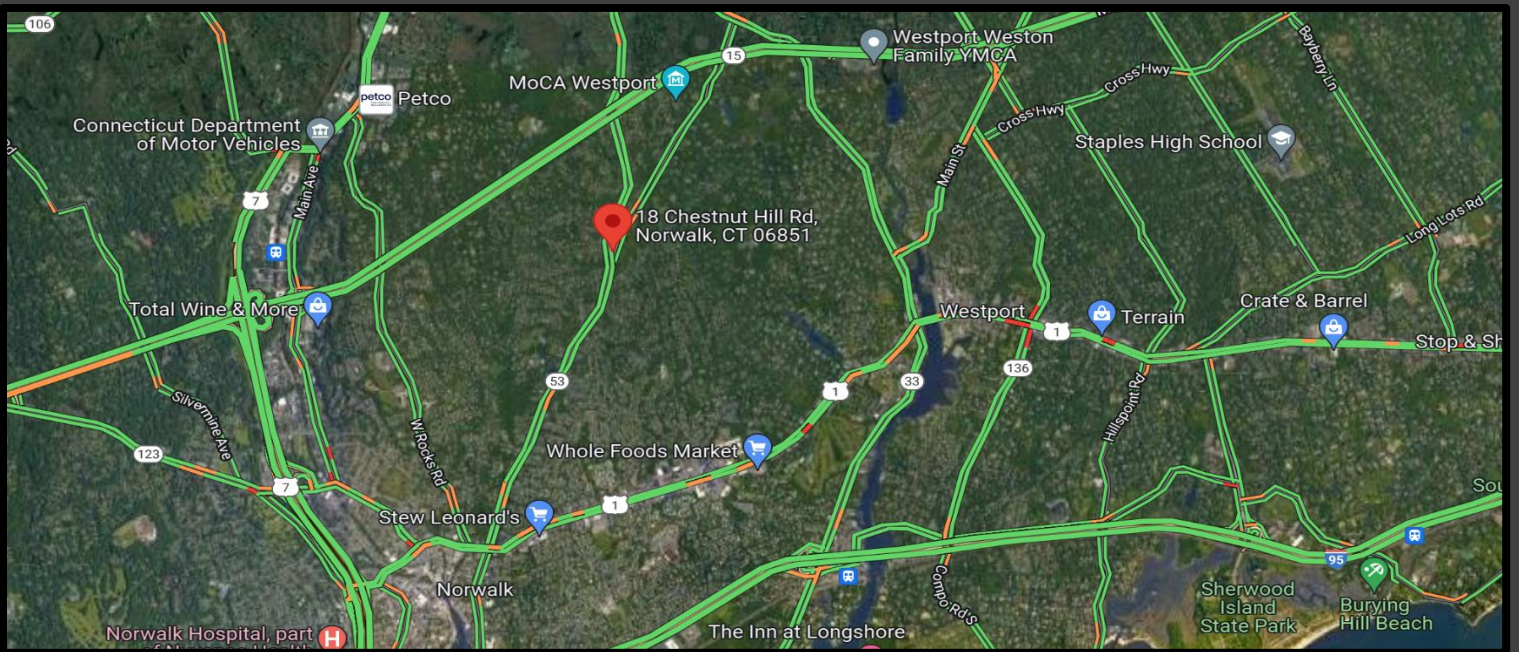 106
15
Westport Weston
Family YMCA
Bayberry Ln
MoCA Westport
Cross Hwy
petco
Petco
Connecticut Department
of Motor Vehicles
Cross Hwy
Staples High School
Main St
7
Main Ave
18 Chestnut Hill Rd,
Norwalk, CT 06851
Long Lots Rd
Total Wine & More
Westport
1
Terrain
Crate & Barrel
Stop & Sh
53
1
33
136
Silvermine Ave
W Rocks Rd
Hillspoint Rd
123
Whole Foods Market
7
Stew Leonard's
1
Sou
95
Norwalk
Compo Rd S
Sherwood
Island
State Park
Burying
Hill Beach
Norwalk Hospital, part
H
The Inn at Longshore